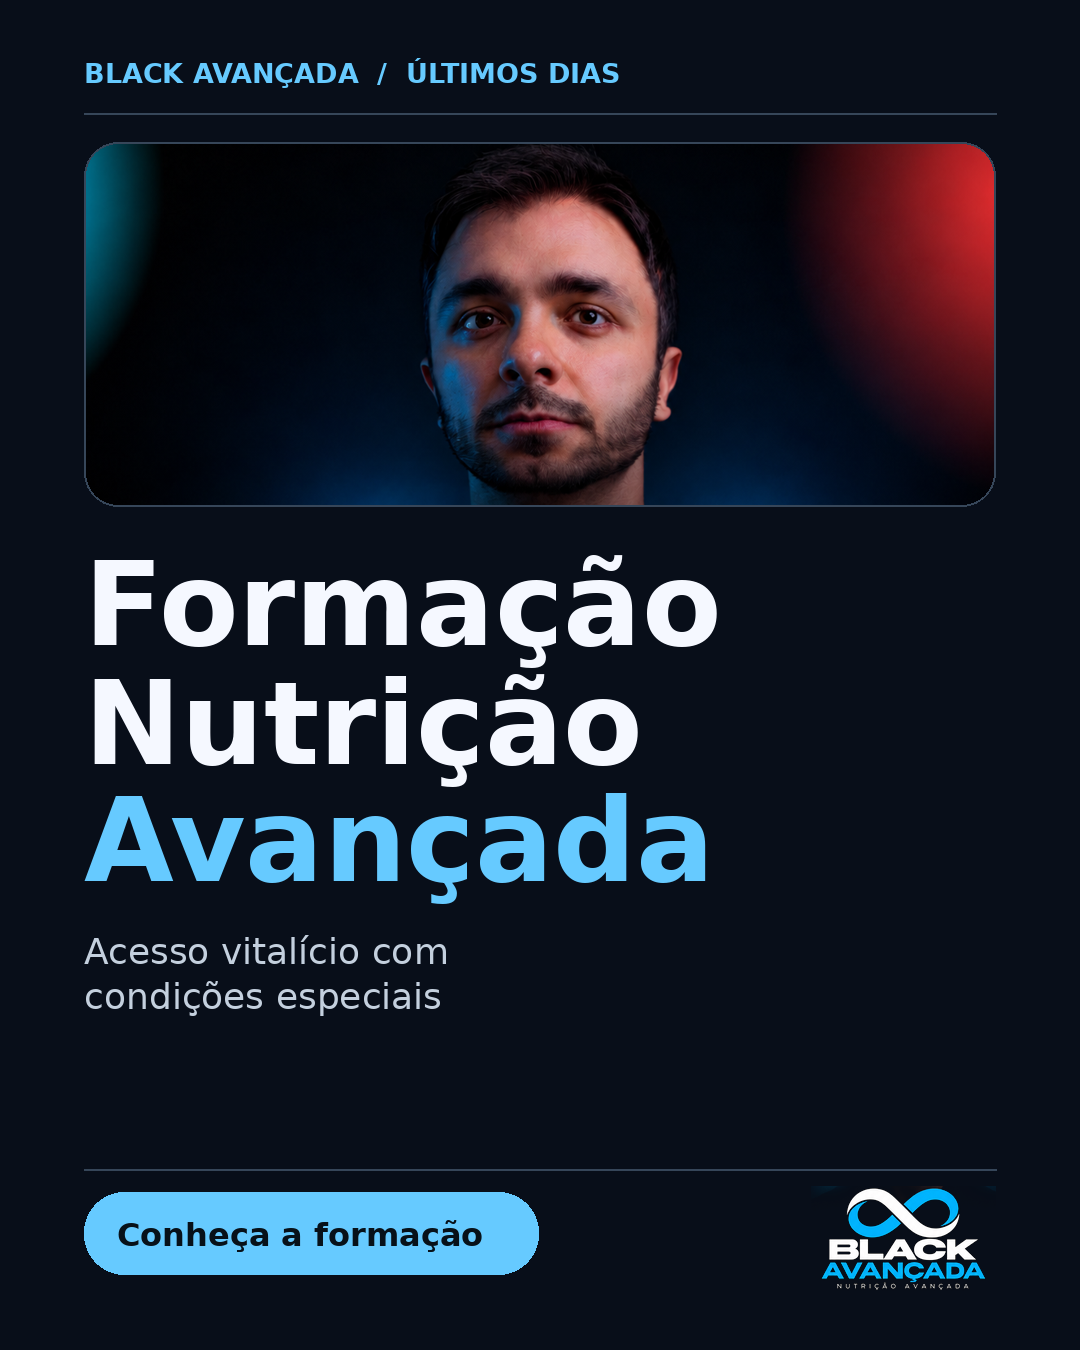 BLACK AVANÇADA / ÚLTIMOS DIAS
Formação
Nutrição
Avançada
Acesso vitalício com
condições especiais
Conheça a formação
BLACK
AVANÇADA
NUTRIÇÃO AVANÇADA